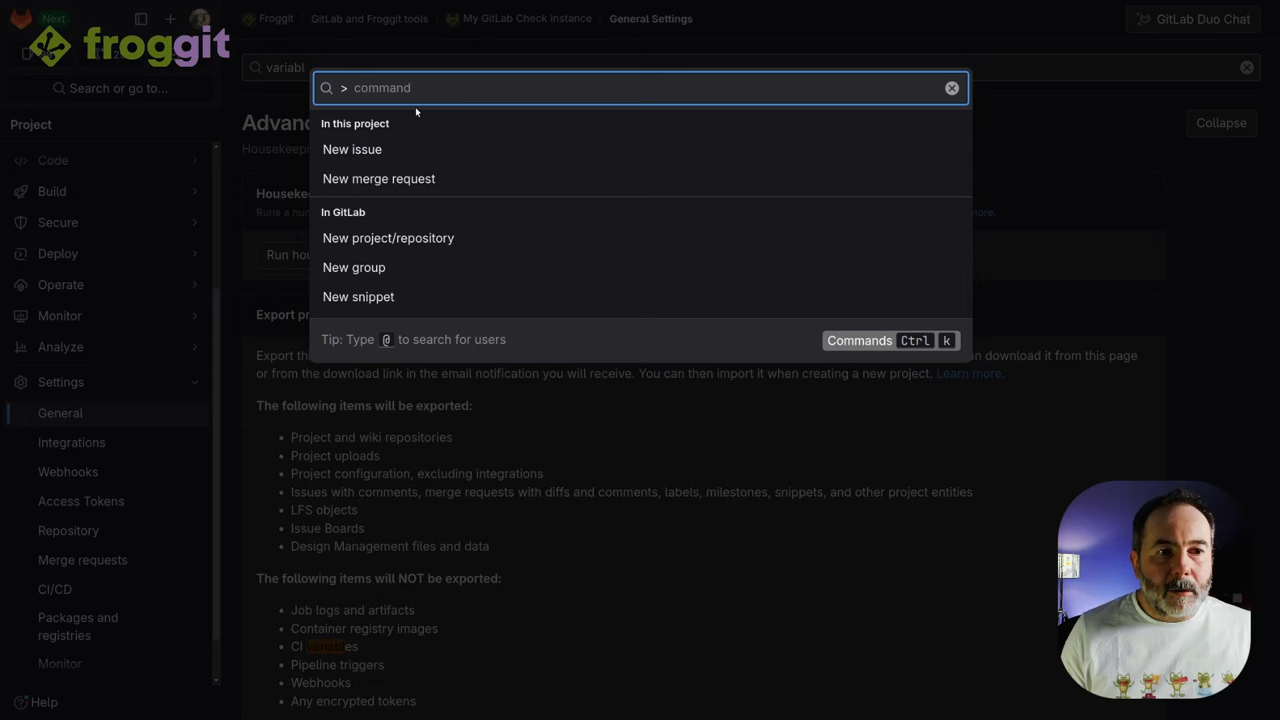 Next
Froggit
GitLab and Froggit tools
My GitLab Check Instance
General Settings
GitLab Duo Chat
froggit
Search or go to...
variabl
> command
Project
Advan
Collapse
Housekeepi
In this project
New issue
New merge request
In GitLab
New project/repository
New group
New snippet
Tip: Type @ to search for users
Commands Ctrl k
Code
Build
Secure
Deploy
Operate
Monitor
Analyze
Settings
General
Integrations
Webhooks
Access Tokens
Repository
Merge requests
CI/CD
Packages and
registries
Monitor
Help
House
Runs a nu
more.
Run hou
Export pr
Export th
n download it from this page
or from the download link in the email notification you will receive. You can then import it when creating a new project. Learn more.
The following items will be exported:
• Project and wiki repositories
• Project uploads
• Project configuration, excluding integrations
• Issues with comments, merge requests with diffs and comments, labels, milestones, snippets, and other project entities
• LFS objects
• Issue Boards
• Design Management files and data
The following items will NOT be exported:
• Job logs and artifacts
• Container registry images
• CI variables
• Pipeline triggers
• Webhooks
• Any encrypted tokens